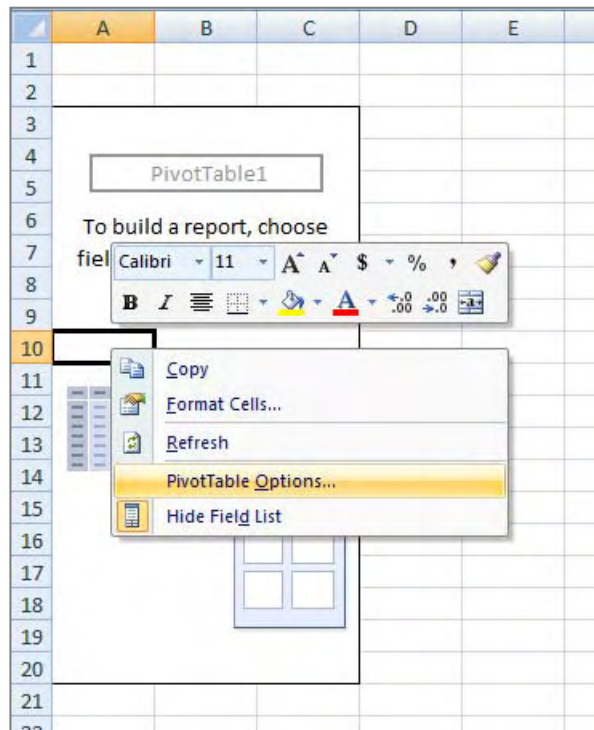 A B C D E
1
2
3
4
PivotTable1
5
6
To build a report, choose
7
fiel
Calibri 11 A A $ % ,
8
B I A .00 .00 .0 a
9
10
Copy
11
Format Cells...
12
13
Refresh
14
PivotTable Options...
15
Hide Field List
16
17
18
19
20
21